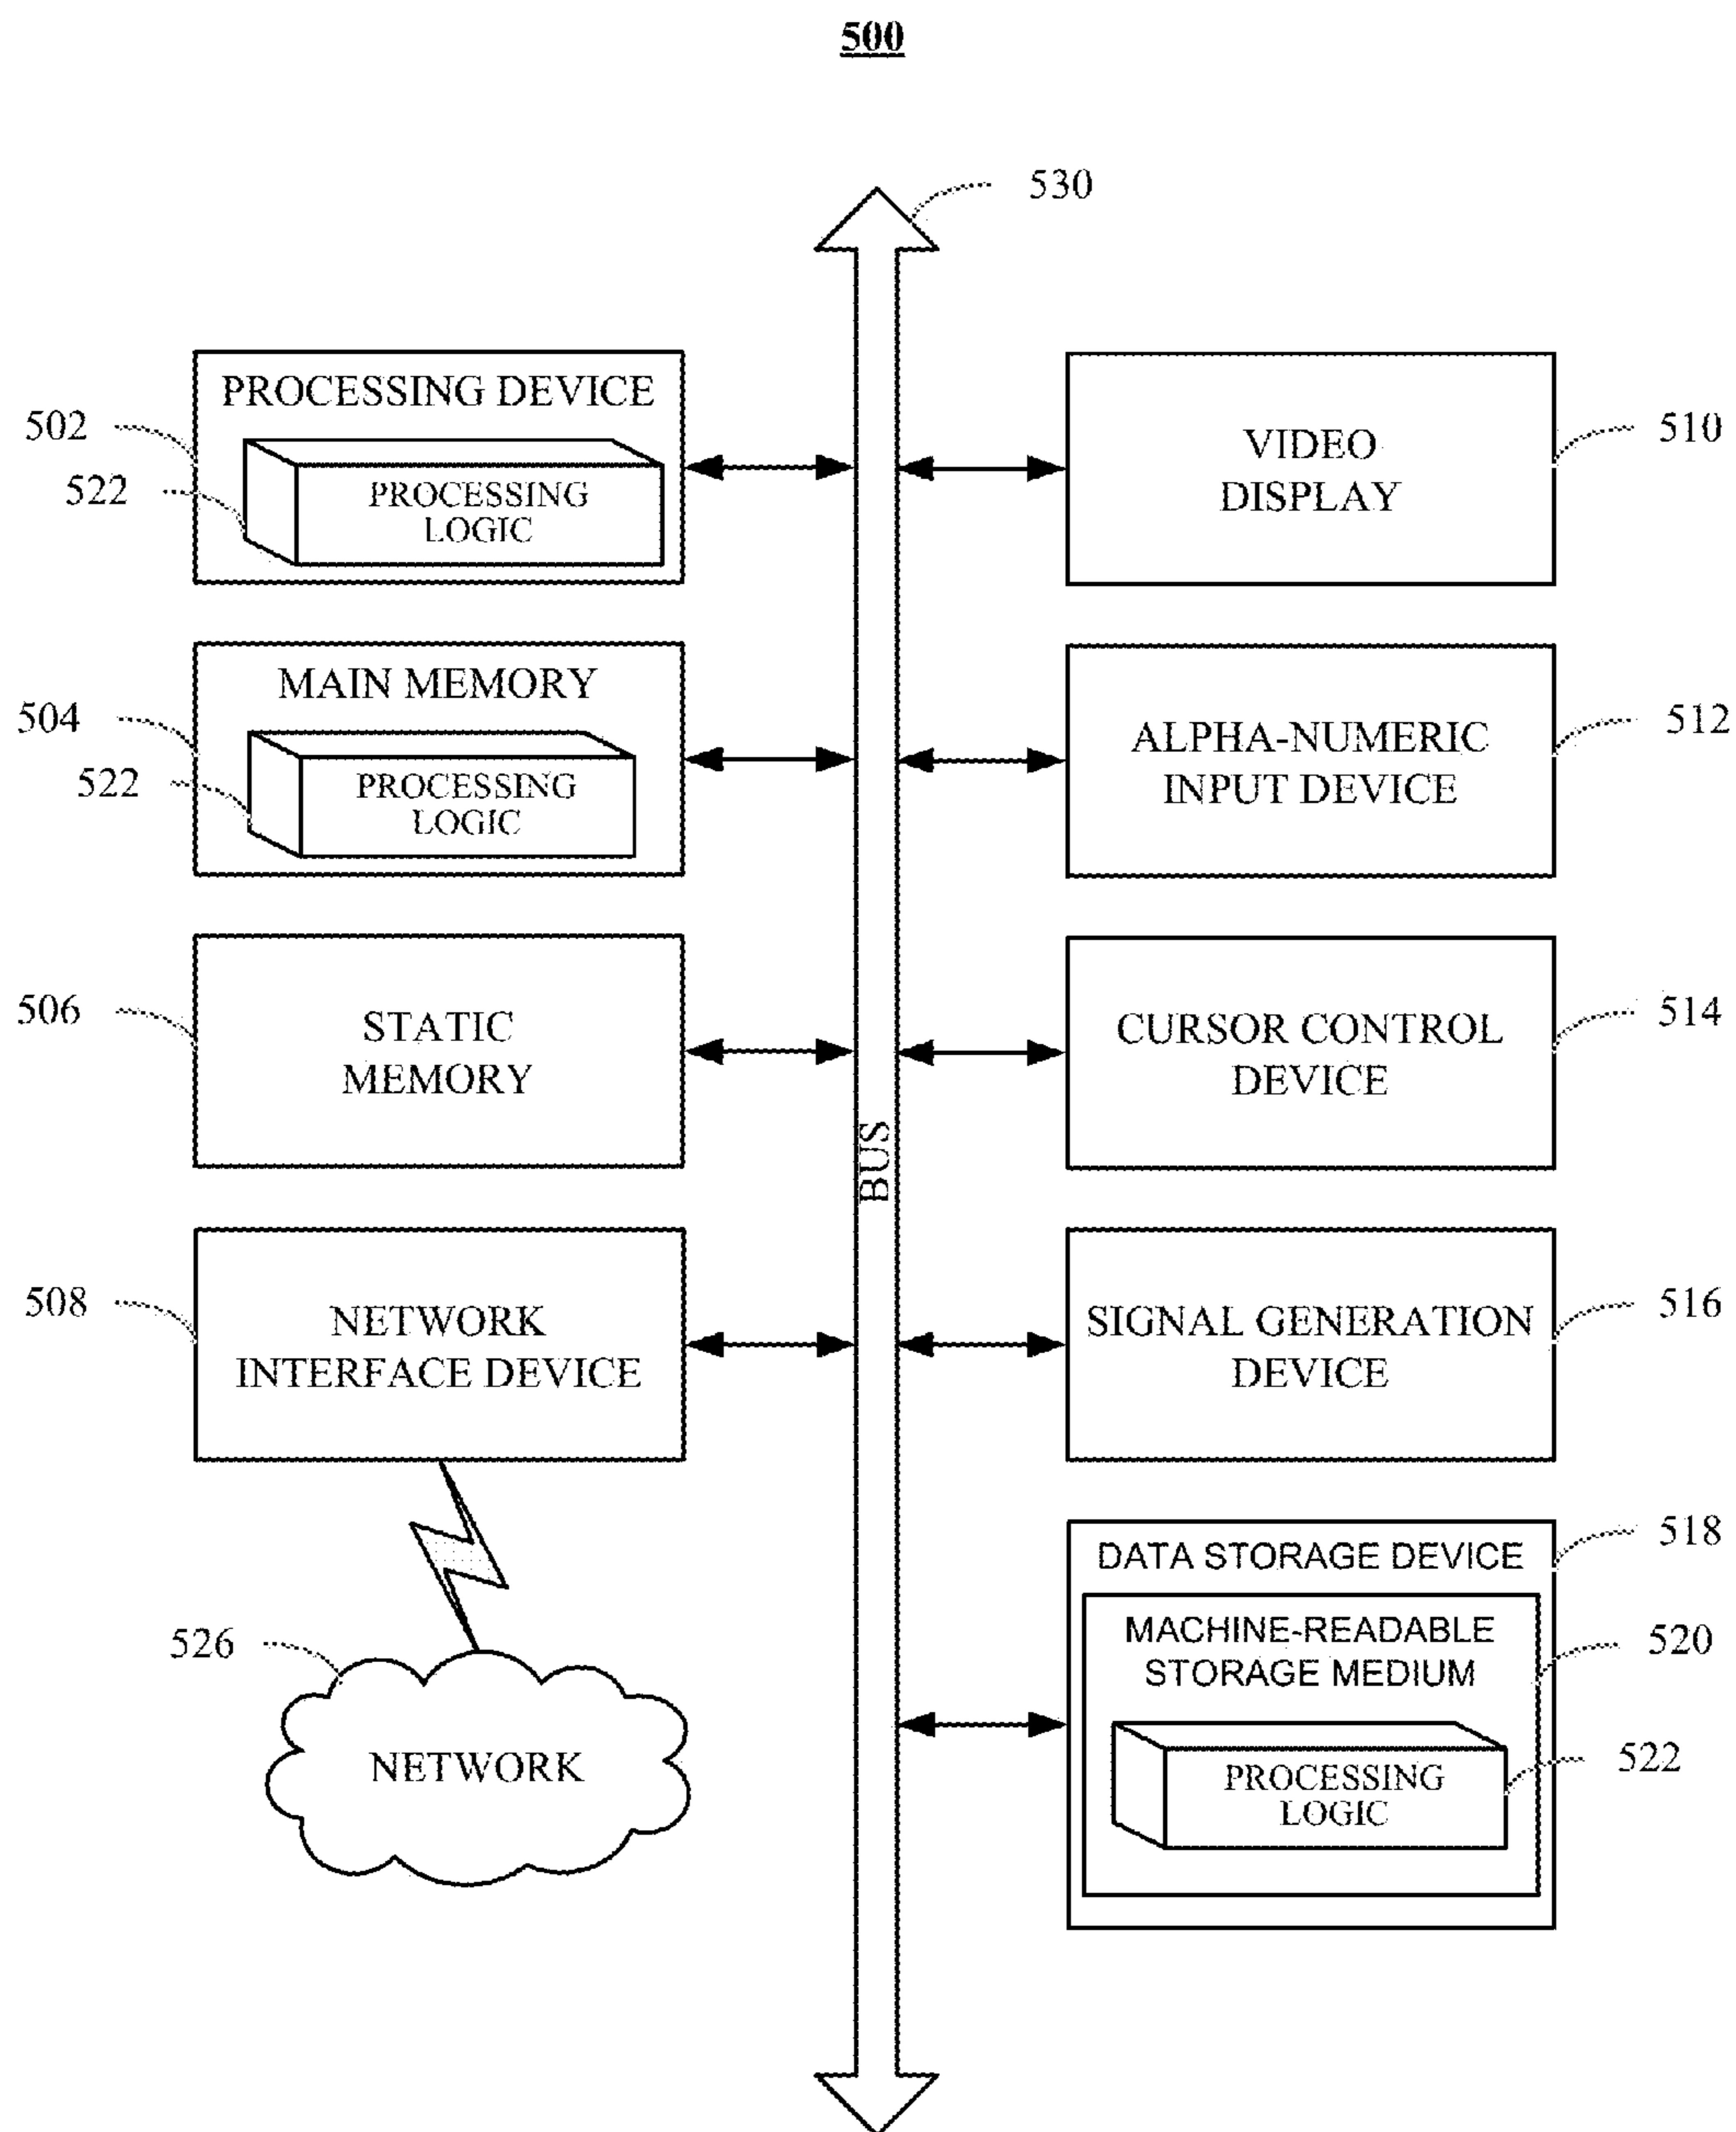 500
530
PROCESSING DEVICE
502
522
PROCESSING
LOGIC
VIDEO
DISPLAY
510
MAIN MEMORY
504
522
PROCESSING
LOGIC
ALPHA-NUMERIC
INPUT DEVICE
512
506
STATIC
MEMORY
CURSOR CONTROL
DEVICE
514
BUS
508
NETWORK
INTERFACE DEVICE
SIGNAL GENERATION
DEVICE
516
526
NETWORK
DATA STORAGE DEVICE
518
MACHINE-READABLE
STORAGE MEDIUM
520
PROCESSING
LOGIC
522